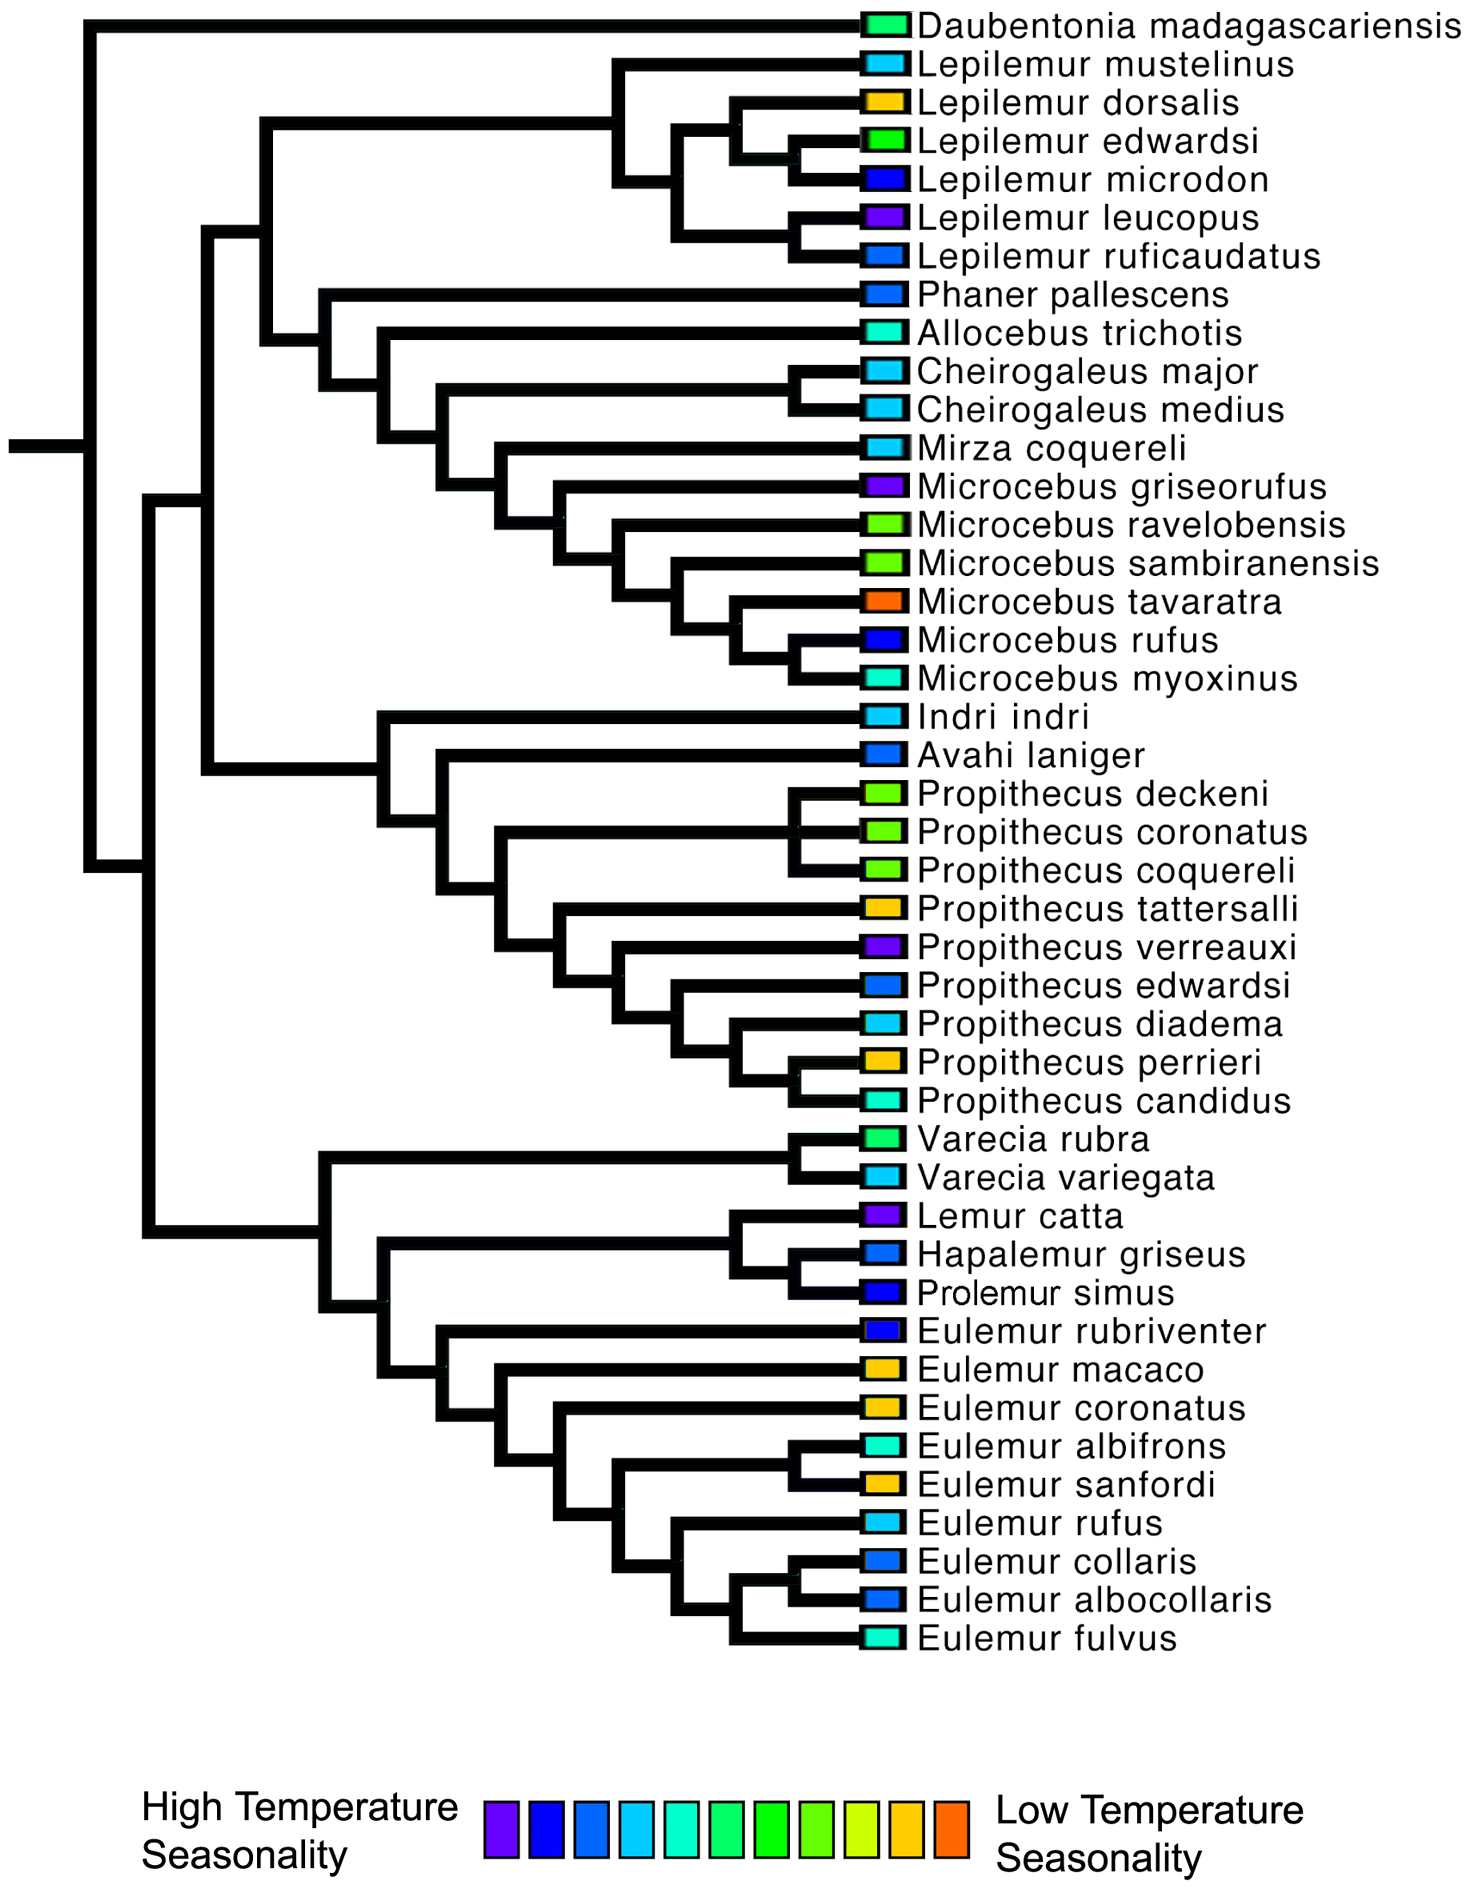 Daubentonia madagascariensis
Lepilemur mustelinus
Lepilemur dorsalis
Lepilemur edwardsi
Lepilemur microdon
Lepilemur leucopus
Lepilemur ruficaudatus
Phaner pallescens
Allocebus trichotis
Cheirogaleus major
Cheirogaleus medius
Mirza coquereli
Microcebus griseorufus
Microcebus ravelobensis
Microcebus sambiranensis
Microcebus tavaratra
Microcebus rufus
Microcebus myoxinus
Indri indri
Avahi laniger
Propithecus deckeni
Propithecus coronatus
Propithecus coquereli
Propithecus tattersalli
Propithecus verreauxi
Propithecus edwardsi
Propithecus diadema
Propithecus perrieri
Propithecus candidus
Varecia rubra
Varecia variegata
Lemur catta
Hapalemur griseus
Prolemur simus
Eulemur rubriventer
Eulemur macaco
Eulemur coronatus
Eulemur albifrons
Eulemur sanfordi
Eulemur rufus
Eulemur collaris
Eulemur albocollaris
Eulemur fulvus
High Temperature
Seasonality
Low Temperature
Seasonality